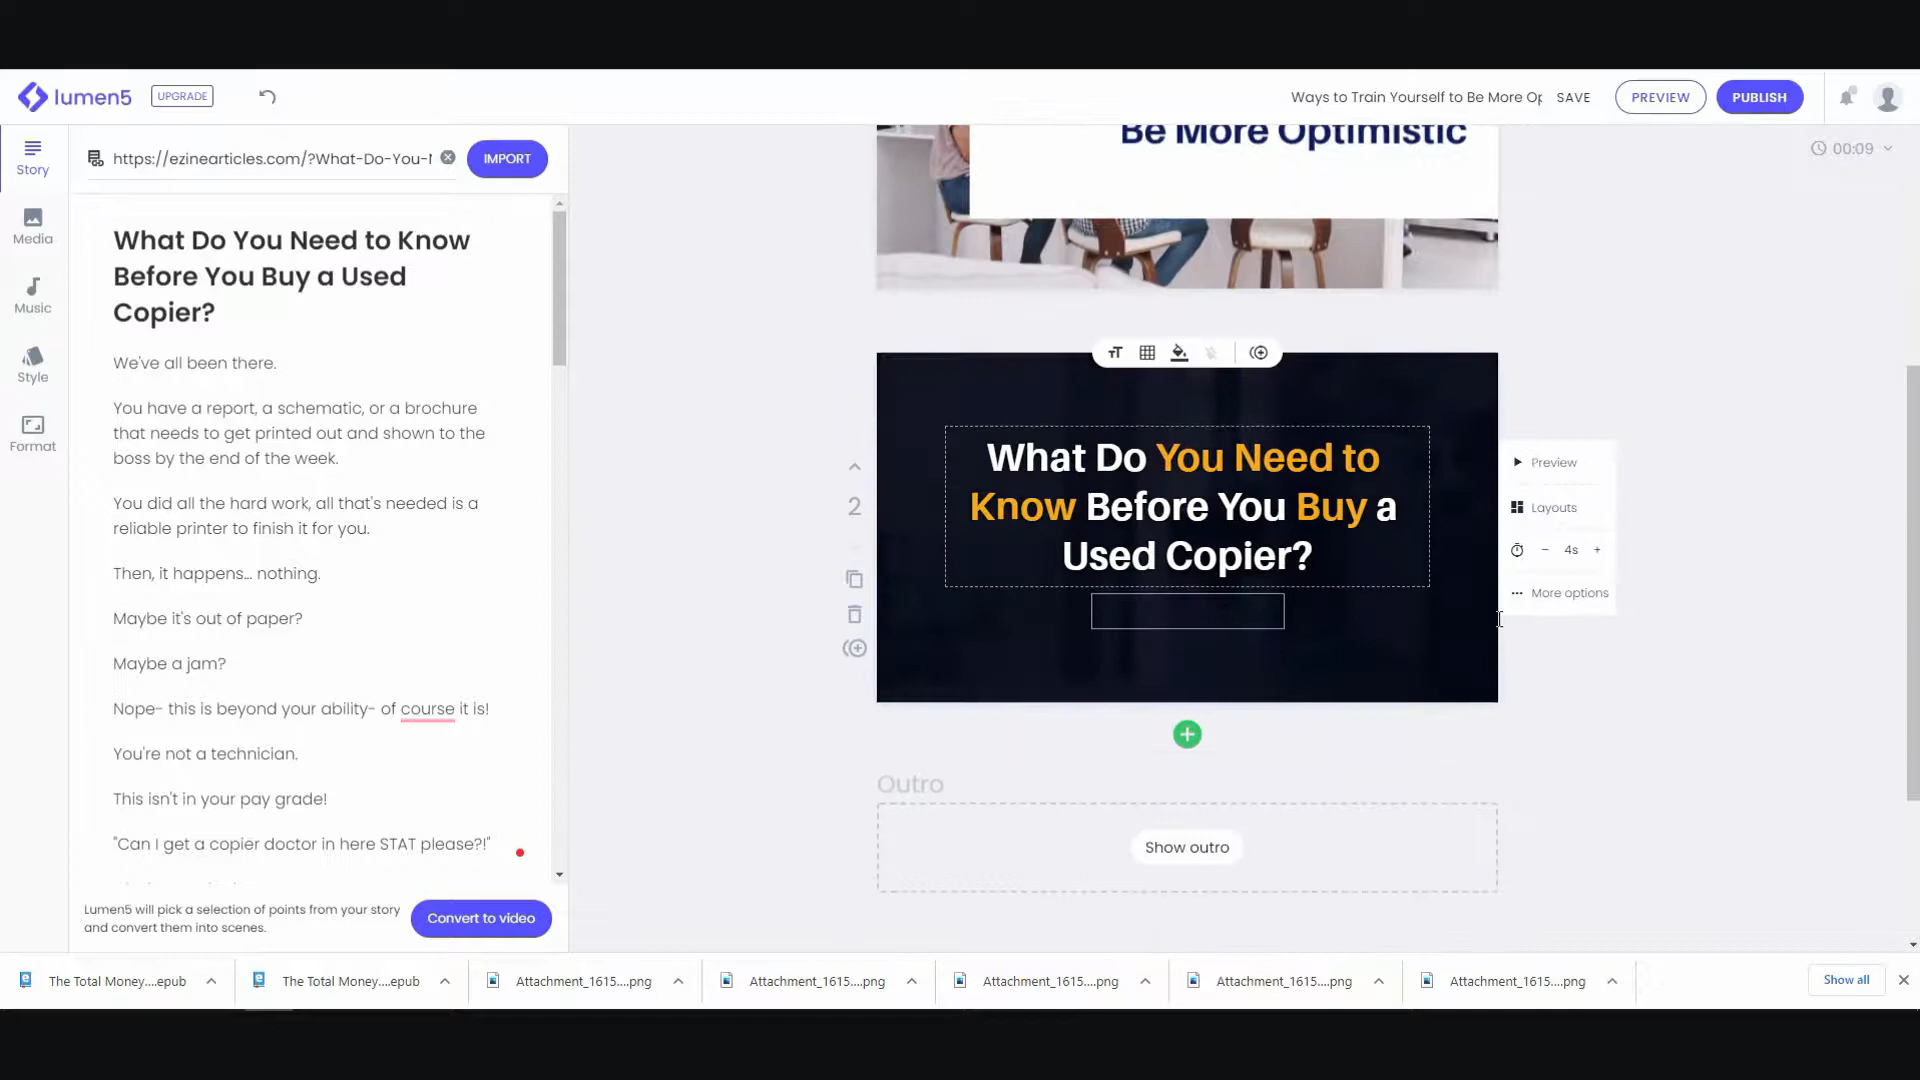 lumen5
UPGRADE
Ways to Train Yourself to Be More Op
SAVE
PREVIEW
PUBLISH
Story
Media
Music
Style
Format
https://ezinearticles.com/?What-Do-You-
IMPORT
What Do You Need to Know
Before You Buy a Used
Copier?
We've all been there.
You have a report, a schematic, or a brochure
that needs to get printed out and shown to the
boss by the end of the week.
You did all the hard work, all that's needed is a
reliable printer to finish it for you.
Then, it happens... nothing.
Maybe it's out of paper?
Maybe a jam?
Nope- this is beyond your ability- of course it is!
You're not a technician.
This isn't in your pay grade!
"Can I get a copier doctor in here STAT please?!"
Lumen5 will pick a selection of points from your story
and convert them into scenes.
Convert to video
Be More Optimistic
00:09
2
What Do You Need to
Know Before You Buy a
Used Copier?
Preview
Layouts
4s
More options
Outro
Show outro
The Total Money....epub
The Total Money....epub
Attachment_1615....png
Attachment_1615....png
Attachment_1615....png
Attachment_1615....png
Attachment_1615....png
Show all